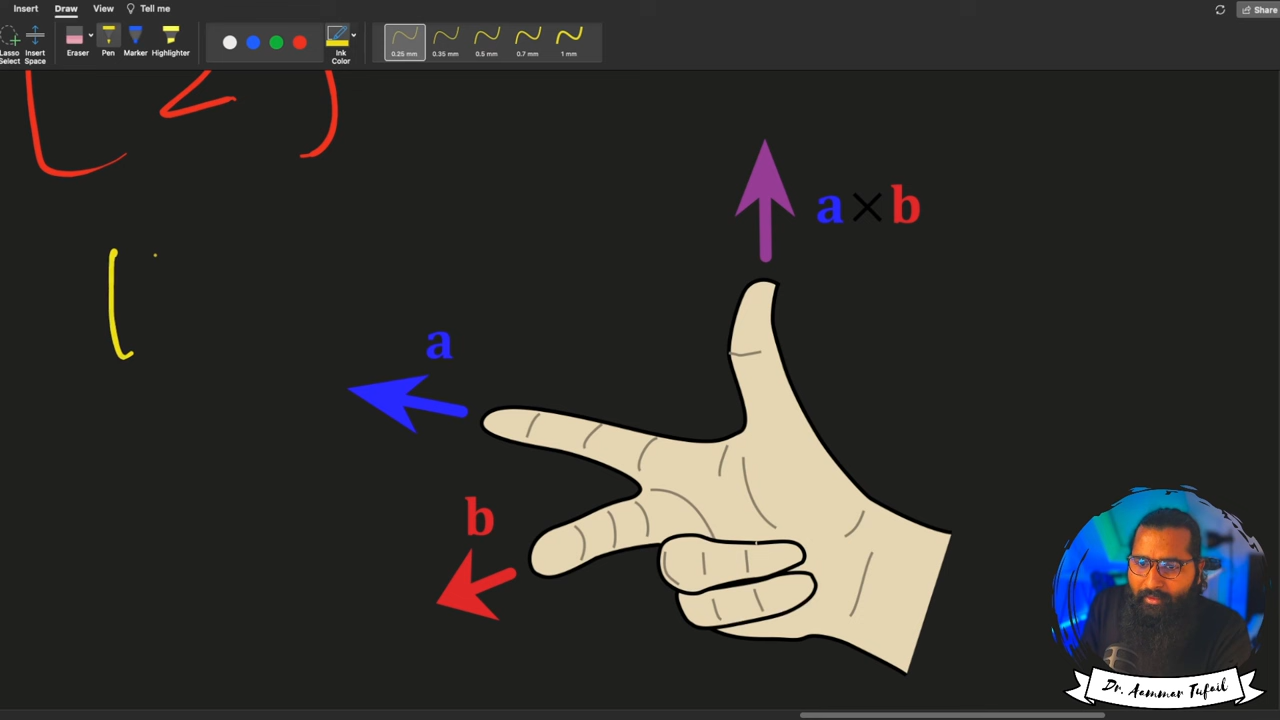 Insert Draw View Tell me
Share
Lasso Select
Insert Space
Eraser
Pen
Marker
Highlighter
Ink Color
0.25 mm
0.35 mm
0.5 mm
0.7 mm
1 mm
2
a×b
[
a
b
Dr. Aammar Tufail